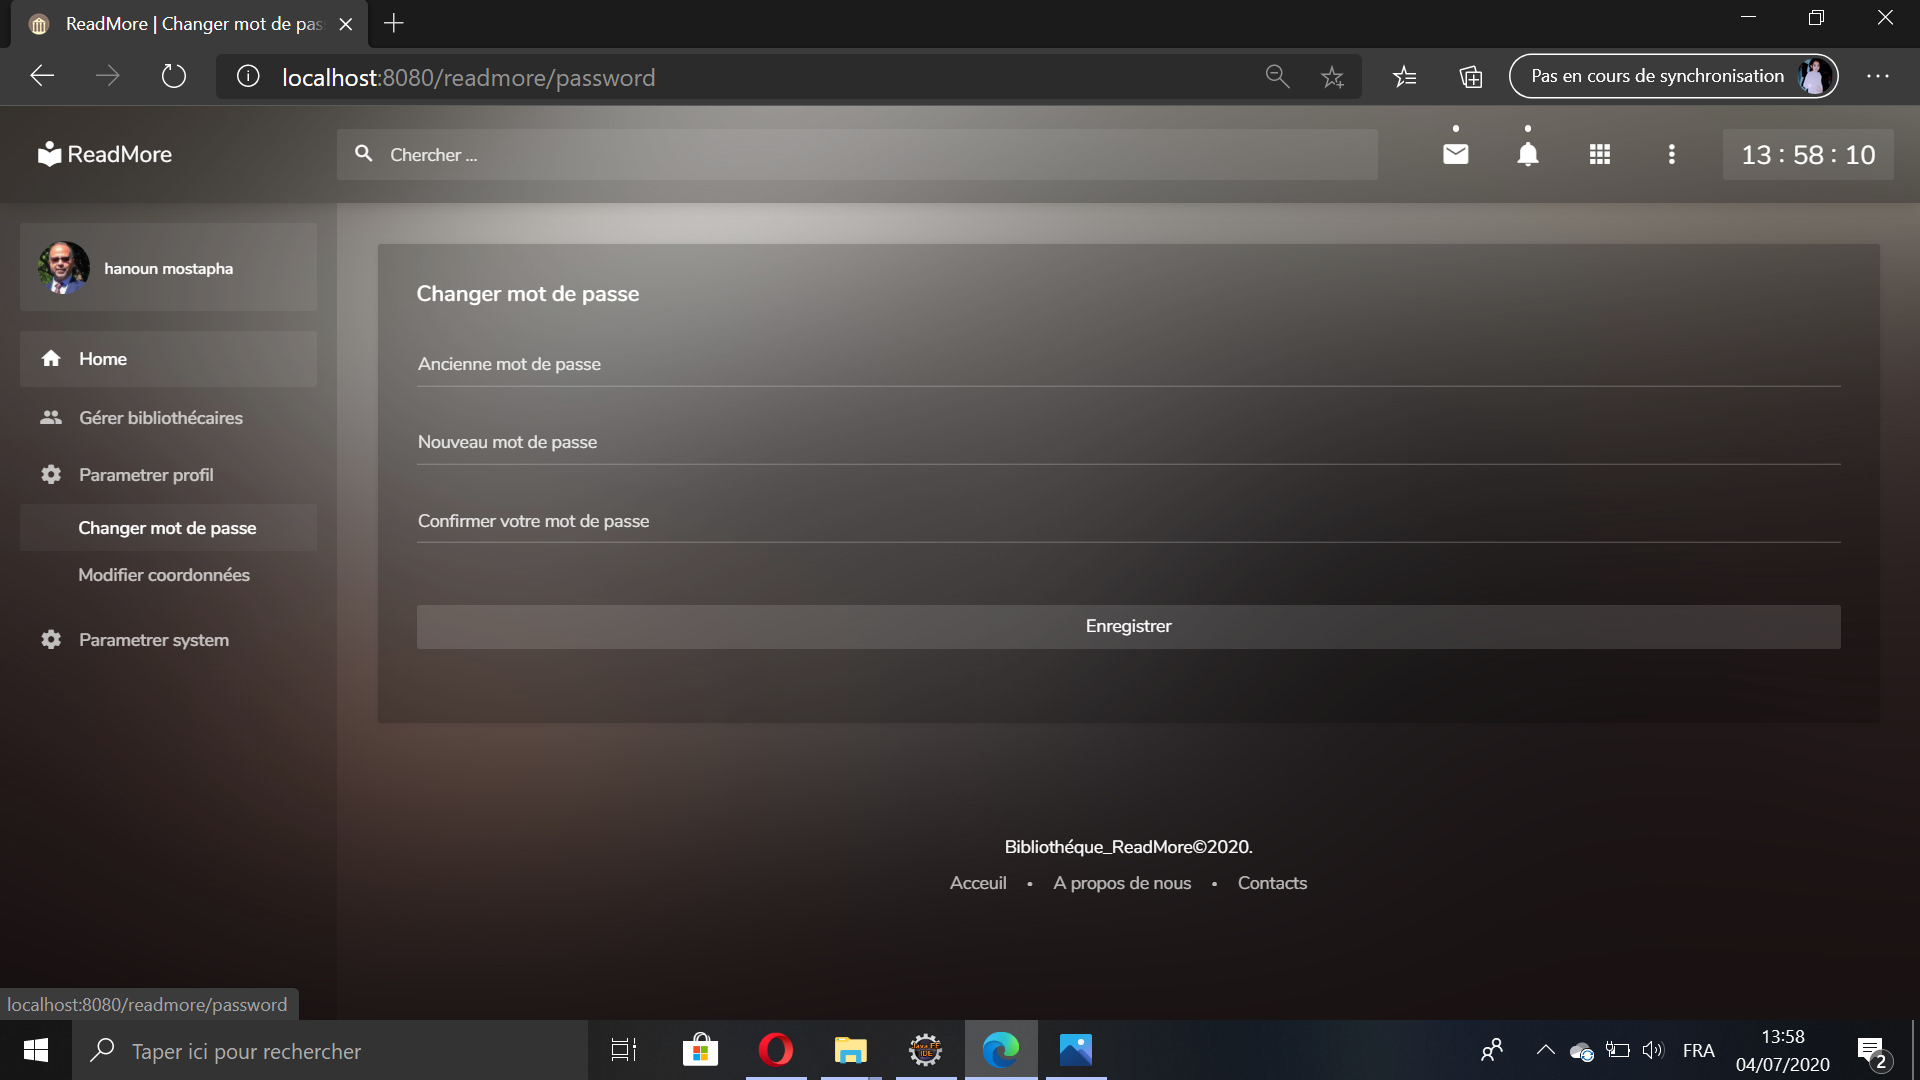 ReadMore | Changer mot de pas
localhost:8080/readmore/password
Pas en cours de synchronisation
ReadMore
Chercher ...
13 : 58 : 10
hanoun mostapha
Home
Gérer bibliothécaires
Parametrer profil
Changer mot de passe
Modifier coordonnées
Parametrer system
Changer mot de passe
Ancienne mot de passe
Nouveau mot de passe
Confirmer votre mot de passe
Enregistrer
Bibliothéque_ReadMore©2020.
Acceuil • A propos de nous • Contacts
localhost:8080/readmore/password
Taper ici pour rechercher
Java EE
IDE
FRA
13:58
04/07/2020
2